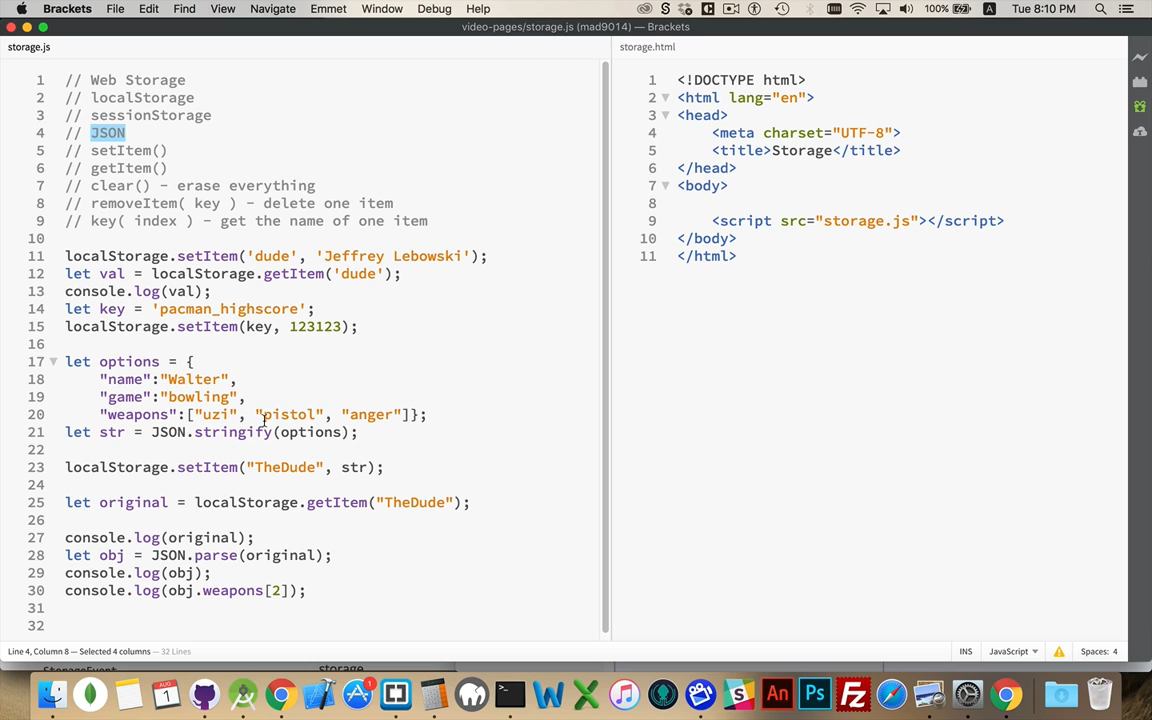 Brackets File Edit Find View Navigate Emmet Window Debug Help 100% Tue 8:10 PM
video-pages/storage.js (mad9014) — Brackets
storage.js
1 // Web Storage
2 // localStorage
3 // sessionStorage
4 // JSON
5 // setItem()
6 // getItem()
7 // clear() - erase everything
8 // removeItem( key ) - delete one item
9 // key( index ) - get the name of one item
10
11 localStorage.setItem('dude', 'Jeffrey Lebowski');
12 let val = localStorage.getItem('dude');
13 console.log(val);
14 let key = 'pacman_highscore';
15 localStorage.setItem(key, 123123);
16
17 let options = {
18 "name":"Walter",
19 "game":"bowling",
20 "weapons":["uzi", "pistol", "anger"]};
21 let str = JSON.stringify(options);
22
23 localStorage.setItem("TheDude", str);
24
25 let original = localStorage.getItem("TheDude");
26
27 console.log(original);
28 let obj = JSON.parse(original);
29 console.log(obj);
30 console.log(obj.weapons[2]);
31
32
storage.html
1 <!DOCTYPE html>
2 <html lang="en">
3 <head>
4 <meta charset="UTF-8">
5 <title>Storage</title>
6 </head>
7 <body>
8
9 <script src="storage.js"></script>
10 </body>
11 </html>
Line 4, Column 8 — Selected 4 columns — 32 Lines
INS JavaScript Spaces: 4
StorageEvent storage